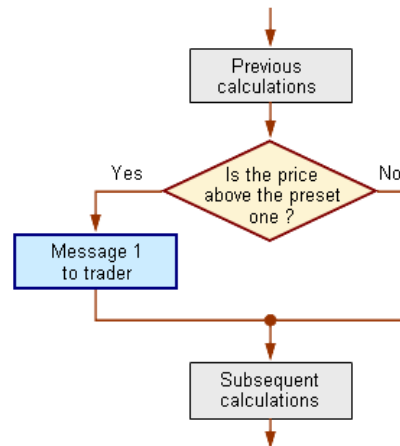 Previous
calculations
Yes
Is the price
above the preset
one ?
No
Message 1
to trader
Subsequent
calculations